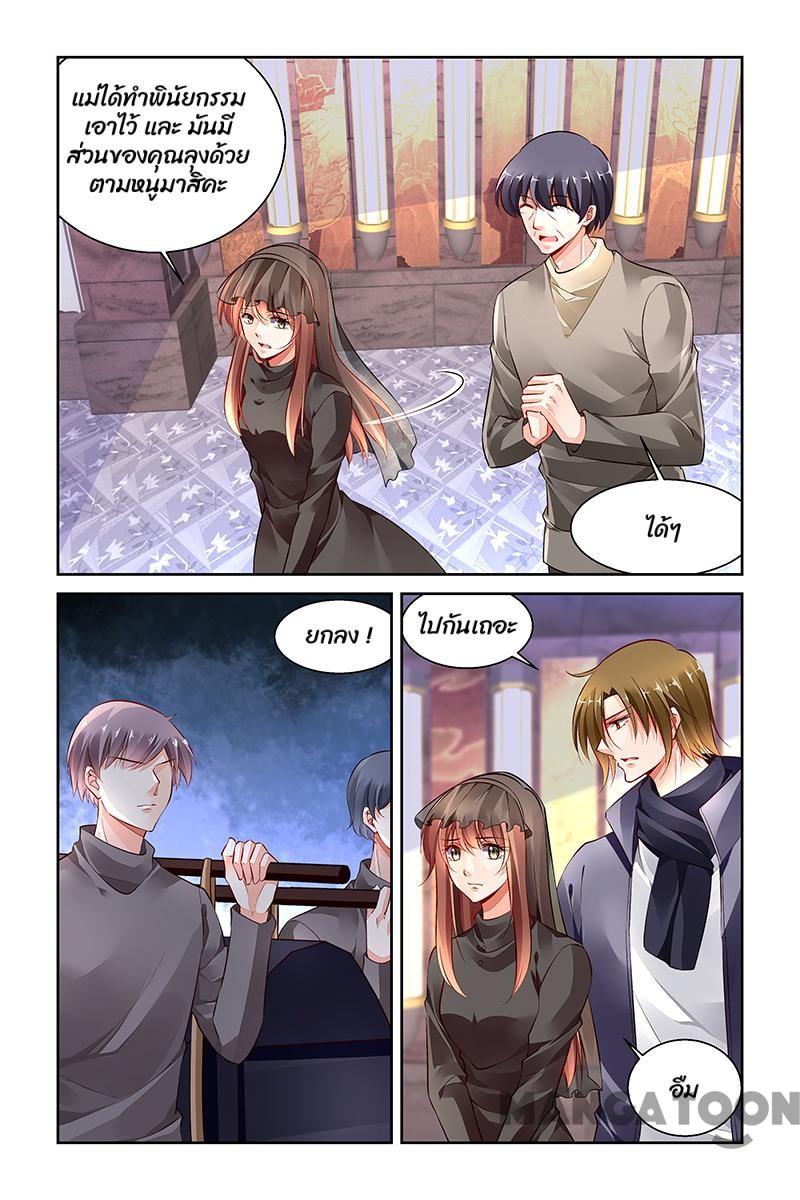 แม่ได้ทำพินัยกรรม
เอาไว้ และ มันมี
ส่วนของคุณลุงด้วย
ตามหนูมาสิคะ
ได้ๆ
ยกลง !
ไปกันเถอะ
อืม
MANGATOON